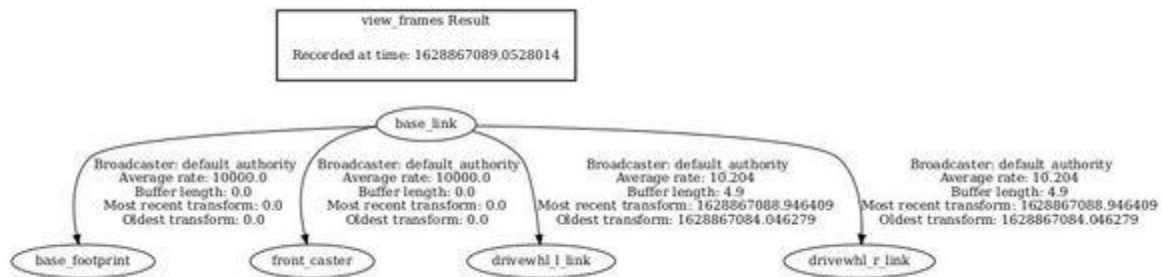 view_frames Result
Recorded at time: 1628867089.0528014
base_link
Broadcaster: default_authority
Average rate: 10000.0
Buffer length: 0.0
Most recent transform: 0.0
Oldest transform: 0.0
Broadcaster: default_authority
Average rate: 10000.0
Buffer length: 0.0
Most recent transform: 0.0
Oldest transform: 0.0
Broadcaster: default_authority
Average rate: 10.204
Buffer length: 4.9
Most recent transform: 1628867088.946409
Oldest transform: 1628867084.046279
Broadcaster: default_authority
Average rate: 10.204
Buffer length: 4.9
Most recent transform: 1628867088.946409
Oldest transform: 1628867084.046279
base_footprint
front_caster
drivewhl_l_link
drivewhl_r_link